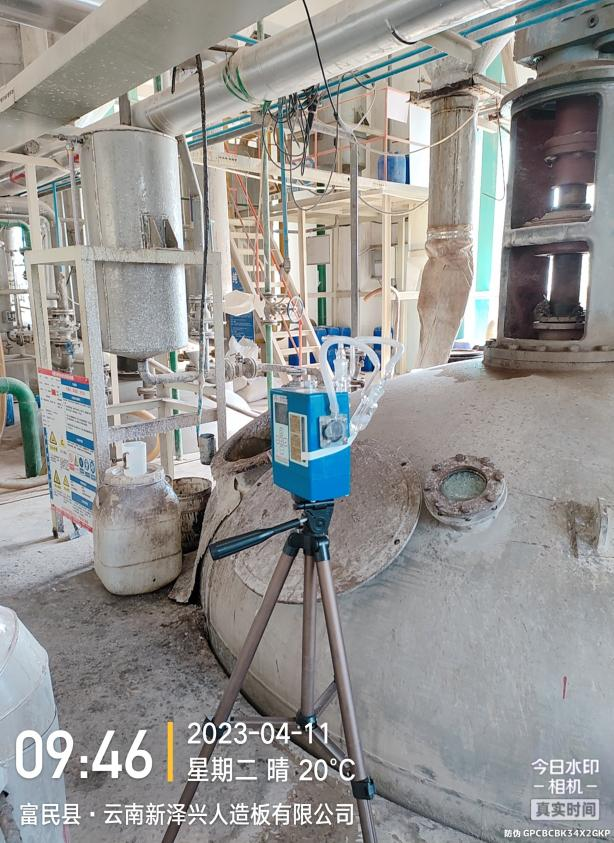 09:46
2023-04-11
星期二 晴 20°C
富民县·云南新泽兴人造板有限公司
今日水印
相机
真实时间
防伪 GPCBCBK34X2GKP